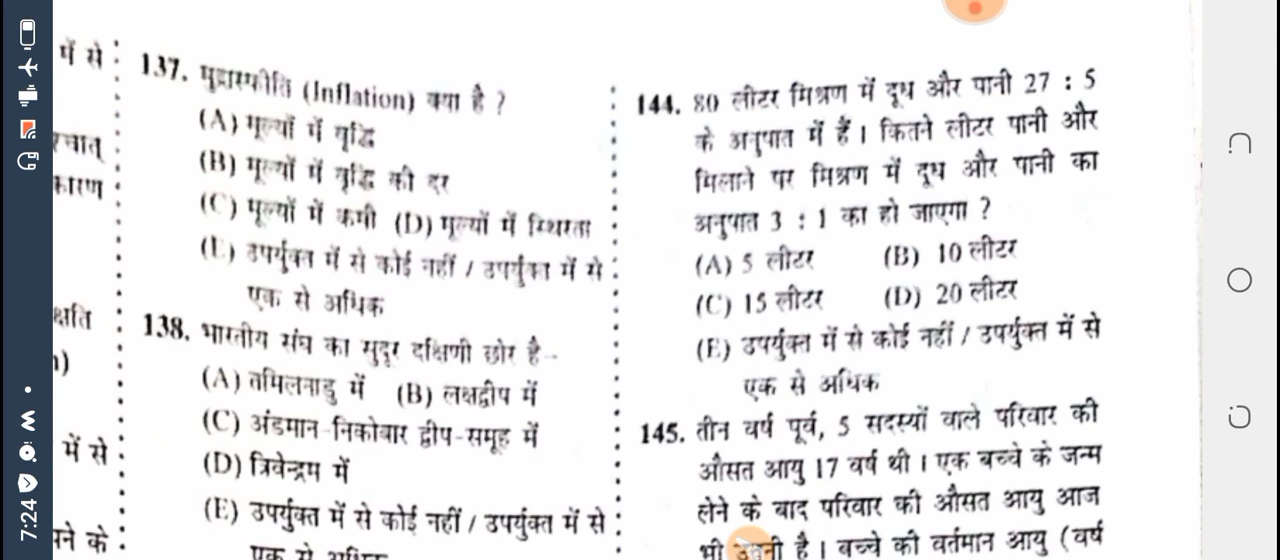 में से
श्चात्
कारण
क्षति
में से
ने के
137. मुद्रास्फीति (Inflation) क्या है ?
(A) मूल्यों में वृद्धि
(B) मूल्यों में वृद्धि की दर
(C) मूल्यों में कमी (D) मूल्यों में स्थिरता
(E) उपर्युक्त में से कोई नहीं / उपर्युक्त में से
एक से अधिक
138. भारतीय संघ का सुदूर दक्षिणी छोर है-
(A) तमिलनाडु में (B) लक्षद्वीप में
(C) अंडमान-निकोबार द्वीप-समूह में
(D) त्रिवेन्द्रम में
(E) उपर्युक्त में से कोई नहीं / उपर्युक्त में से
एक से अधिक
144. 80 लीटर मिश्रण में दूध और पानी 27 : 5
के अनुपात में हैं। कितने लीटर पानी और
मिलाने पर मिश्रण में दूध और पानी का
अनुपात 3 : 1 का हो जाएगा ?
(A) 5 लीटर (B) 10 लीटर
(C) 15 लीटर (D) 20 लीटर
(E) उपर्युक्त में से कोई नहीं / उपर्युक्त में से
एक से अधिक
145. तीन वर्ष पूर्व, 5 सदस्यों वाले परिवार की
औसत आयु 17 वर्ष थी। एक बच्चे के जन्म
लेने के बाद परिवार की औसत आयु आज
भी उतनी है। बच्चे की वर्तमान आयु (वर्ष
7:24